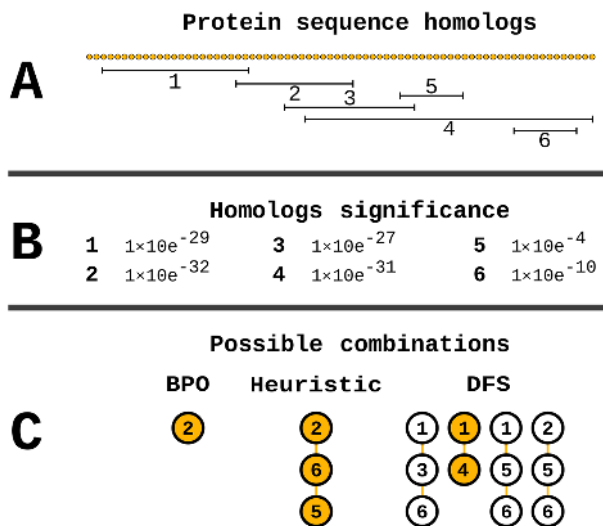 Protein sequence homologs
A
1
2
3
5
4
6
Homologs significance
B
1 1×10e-29 3 1×10e-27 5 1×10e-4
2 1×10e-32 4 1×10e-31 6 1×10e-10
Possible combinations
BPO Heuristic DFS
C
2 2 1 1 1 2
6 3 4 5 5
5 6 6 6